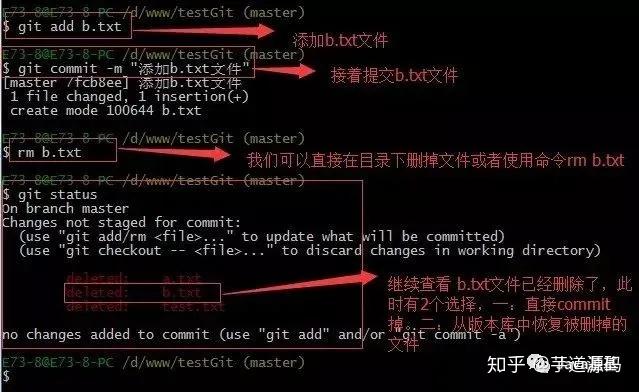 E73-8@E73-8-PC /d/www/testGit (master)
$ git add b.txt
添加b.txt文件
E73-8@E73-8-PC /d/www/testGit (master)
$ git commit -m "添加b.txt文件"
接着提交b.txt文件
[master 7fcb8ee] 添加b.txt文件
1 file changed, 1 insertion(+)
create mode 100644 b.txt
E73-8@E73-8-PC /d/www/testGit (master)
$ rm b.txt
我们可以直接在目录下删掉文件或者使用命令rm b.txt
E73-8@E73-8-PC /d/www/testGit (master)
$ git status
On branch master
Changes not staged for commit:
(use "git add/rm <file>..." to update what will be committed)
(use "git checkout -- <file>..." to discard changes in working directory)
deleted: a.txt
deleted: b.txt
deleted: test.txt
继续查看 b.txt文件已经删除了，此
时有2个选择，一：直接commit
掉。二：从版本库中恢复被删掉的
文件
no changes added to commit (use "git add" and/or "git commit -a")
E73-8@E73-8-PC /d/www/testGit (master)
$
知乎 芋道源码